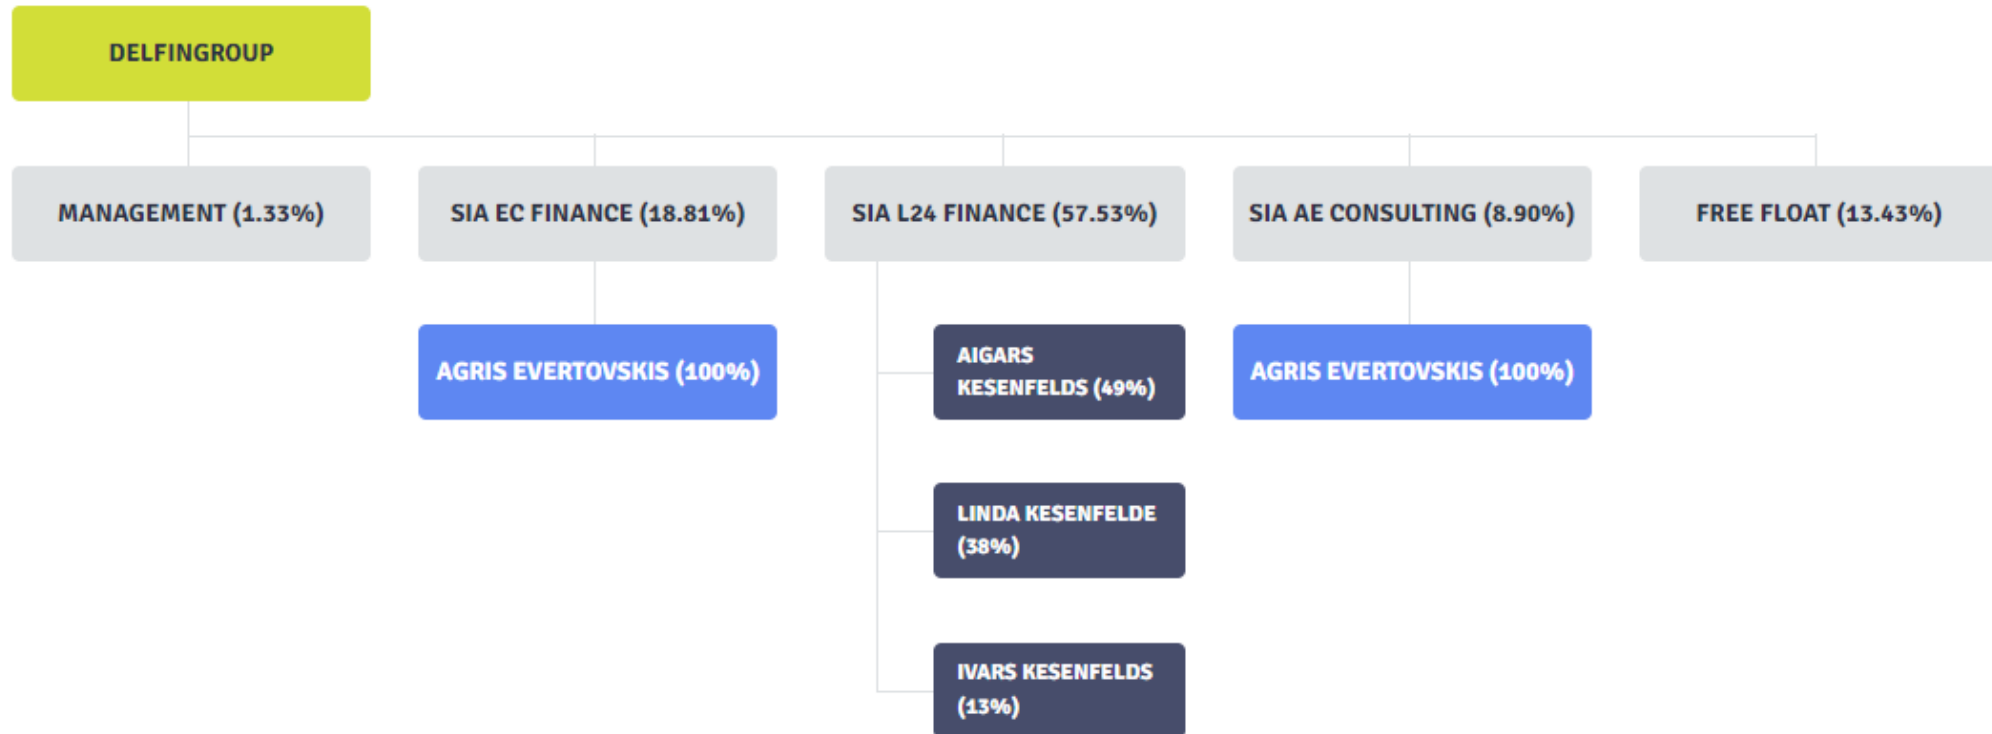 DELFINGROUP
MANAGEMENT (1.33%)
SIA EC FINANCE (18.81%)
SIA L24 FINANCE (57.53%)
SIA AE CONSULTING (8.90%)
FREE FLOAT (13.43%)
AGRIS EVERTOVSKIS (100%)
AIGARS
KESENFELDS (49%)
AGRIS EVERTOVSKIS (100%)
LINDA KESENFELDE
(38%)
IVARS KESENFELDS
(13%)